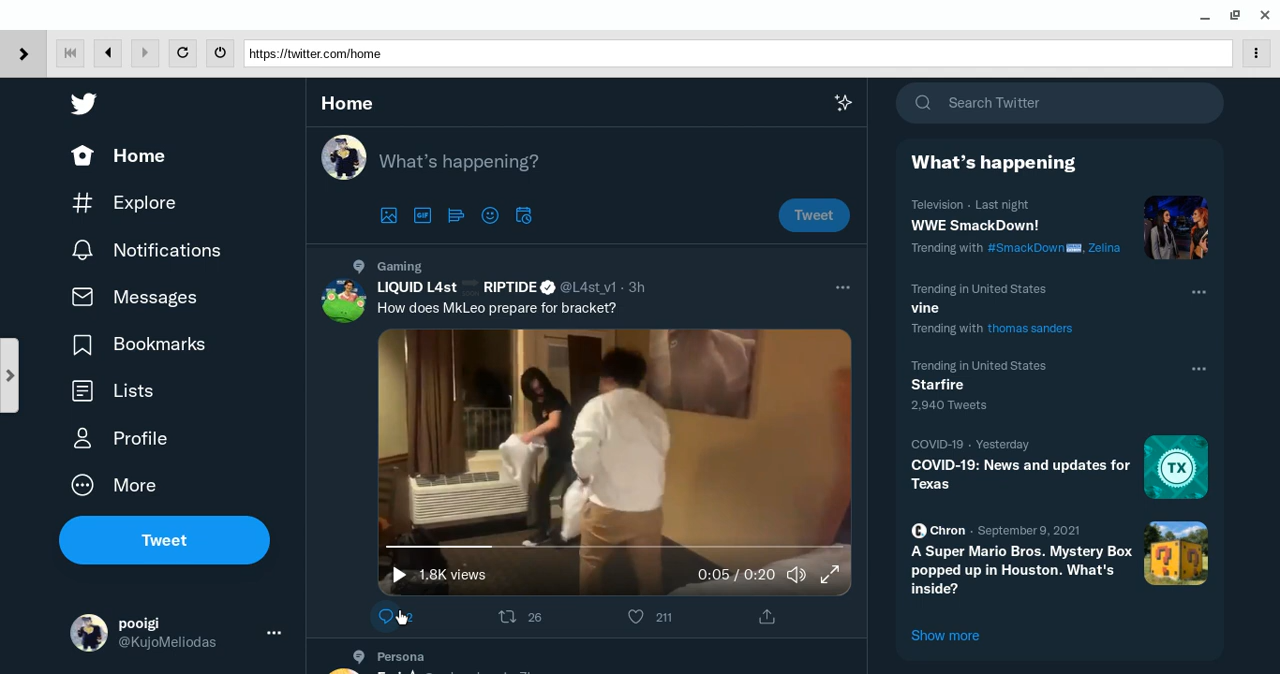 https://twitter.com/home
Home
Explore
Notifications
Messages
Bookmarks
Lists
Profile
More
Tweet
pooigi
@KujoMeliodas
Home
What's happening?
GIF
Tweet
Gaming
LIQUID L4st RIPTIDE @L4st_v1 · 3h
How does MkLeo prepare for bracket?
1.8K views
0:05 / 0:20
26
211
Persona
Search Twitter
What's happening
Television · Last night
WWE SmackDown!
Trending with #SmackDown, Zelina
Trending in United States
vine
Trending with thomas sanders
Trending in United States
Starfire
2,940 Tweets
COVID-19 · Yesterday
COVID-19: News and updates for
Texas
TX
Chron · September 9, 2021
A Super Mario Bros. Mystery Box
popped up in Houston. What's
inside?
Show more